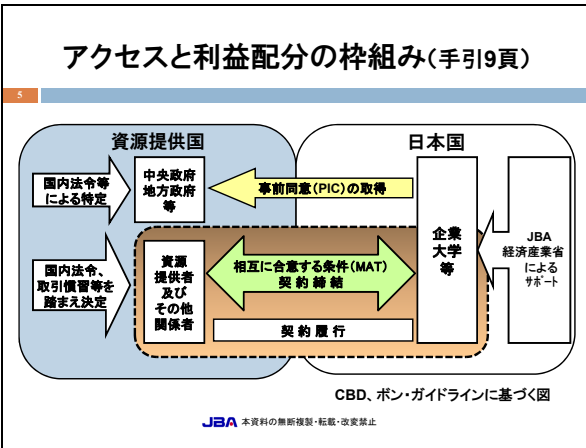 アクセスと利益配分の枠組み(手引9頁)
5
資源提供国
日本国
国内法令等
による特定
中央政府
地方政府
等
事前同意(PIC)の取得
企業
大学
等
JBA
経済産業省
による
ｻﾎﾟｰﾄ
国内法令、
取引慣習等を
踏まえ決定
資源
提供者
及び
その他
関係者
相互に合意する条件(MAT)
契約締結
契約履行
CBD、ボン・ガイドラインに基づく図
JBA 本資料の無断複製・転載・改変禁止